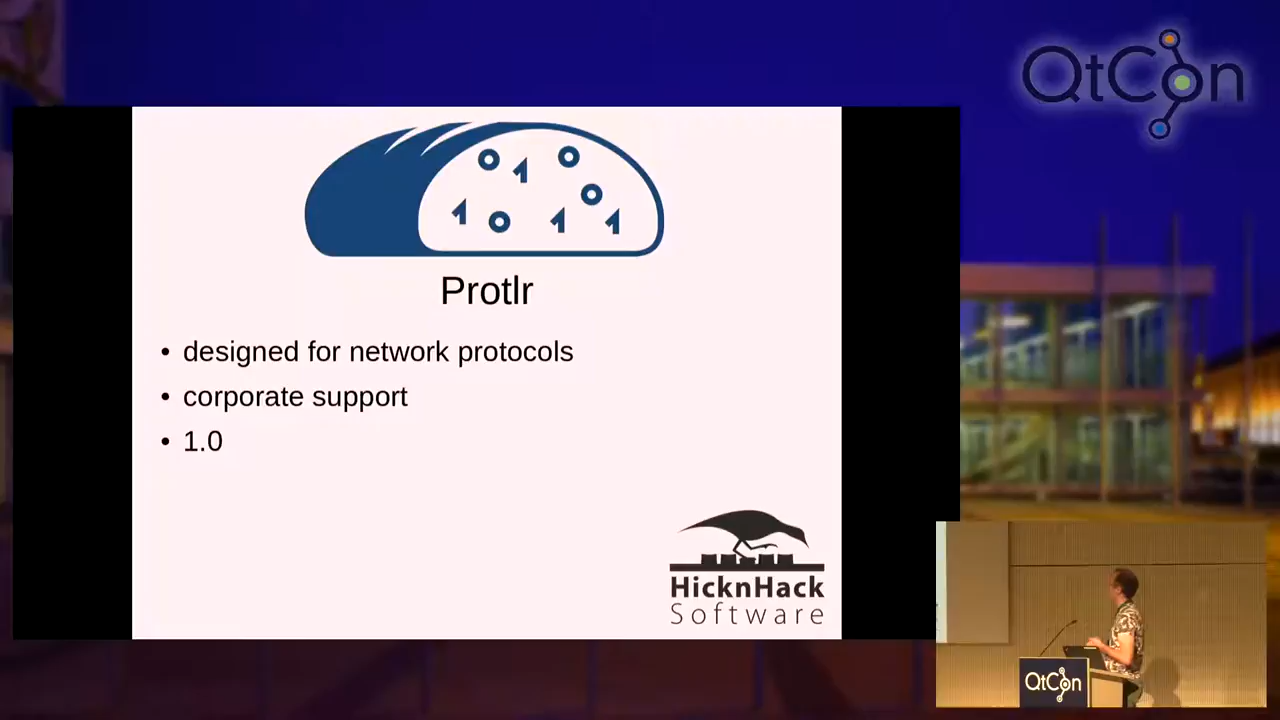 QtCon
Protlr
• designed for network protocols
• corporate support
• 1.0
HicknHack
Software
QtCon